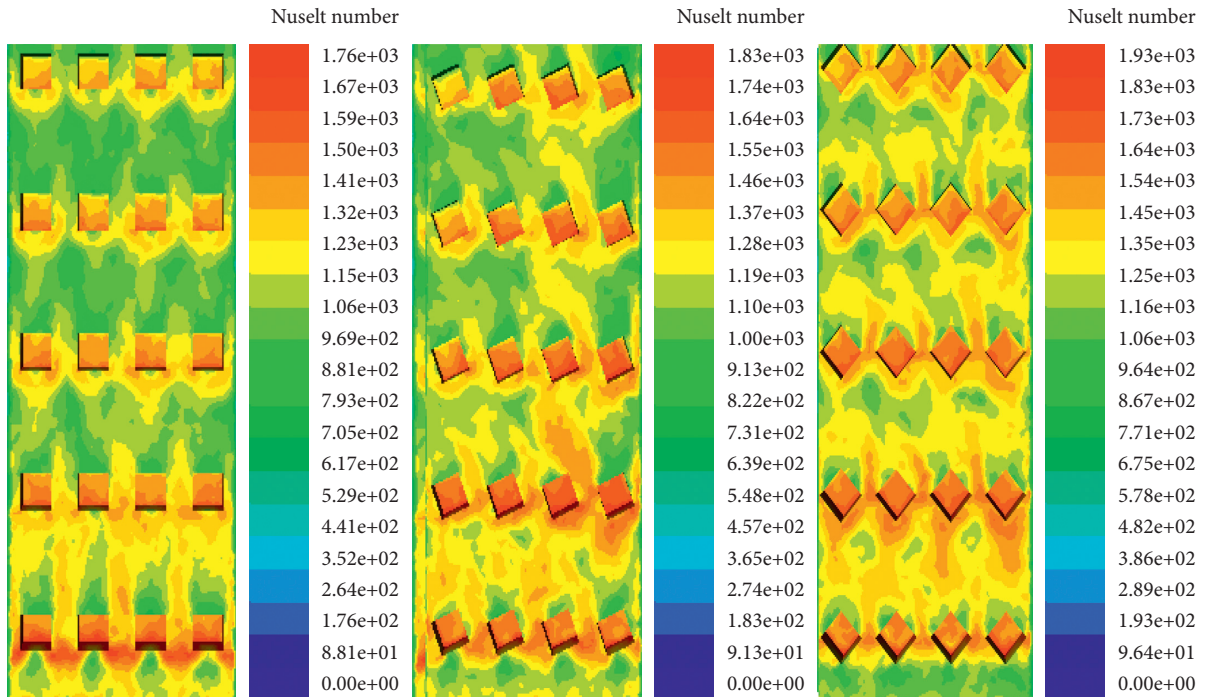 Nuselt number
1.76e+03
1.67e+03
1.59e+03
1.50e+03
1.41e+03
1.32e+03
1.23e+03
1.15e+03
1.06e+03
9.69e+02
8.81e+02
7.93e+02
7.05e+02
6.17e+02
5.29e+02
4.41e+02
3.52e+02
2.64e+02
1.76e+02
8.81e+01
0.00e+00
Nuselt number
1.83e+03
1.74e+03
1.64e+03
1.55e+03
1.46e+03
1.37e+03
1.28e+03
1.19e+03
1.10e+03
1.00e+03
9.13e+02
8.22e+02
7.31e+02
6.39e+02
5.48e+02
4.57e+02
3.65e+02
2.74e+02
1.83e+02
9.13e+01
0.00e+00
Nuselt number
1.93e+03
1.83e+03
1.73e+03
1.64e+03
1.54e+03
1.45e+03
1.35e+03
1.25e+03
1.16e+03
1.06e+03
9.64e+02
8.67e+02
7.71e+02
6.75e+02
5.78e+02
4.82e+02
3.86e+02
2.89e+02
1.93e+02
9.64e+01
0.00e+00